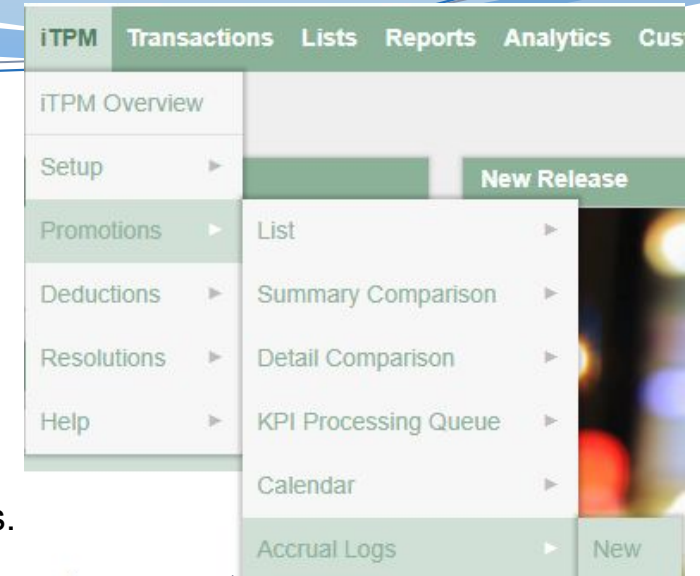 iTPM Transactions Lists Reports Analytics Cus
iTPM Overview
Setup
New Release
Promotions
List
Deductions
Summary Comparison
Resolutions
Detail Comparison
Help
KPI Processing Queue
Calendar
s.
Accrual Logs
New